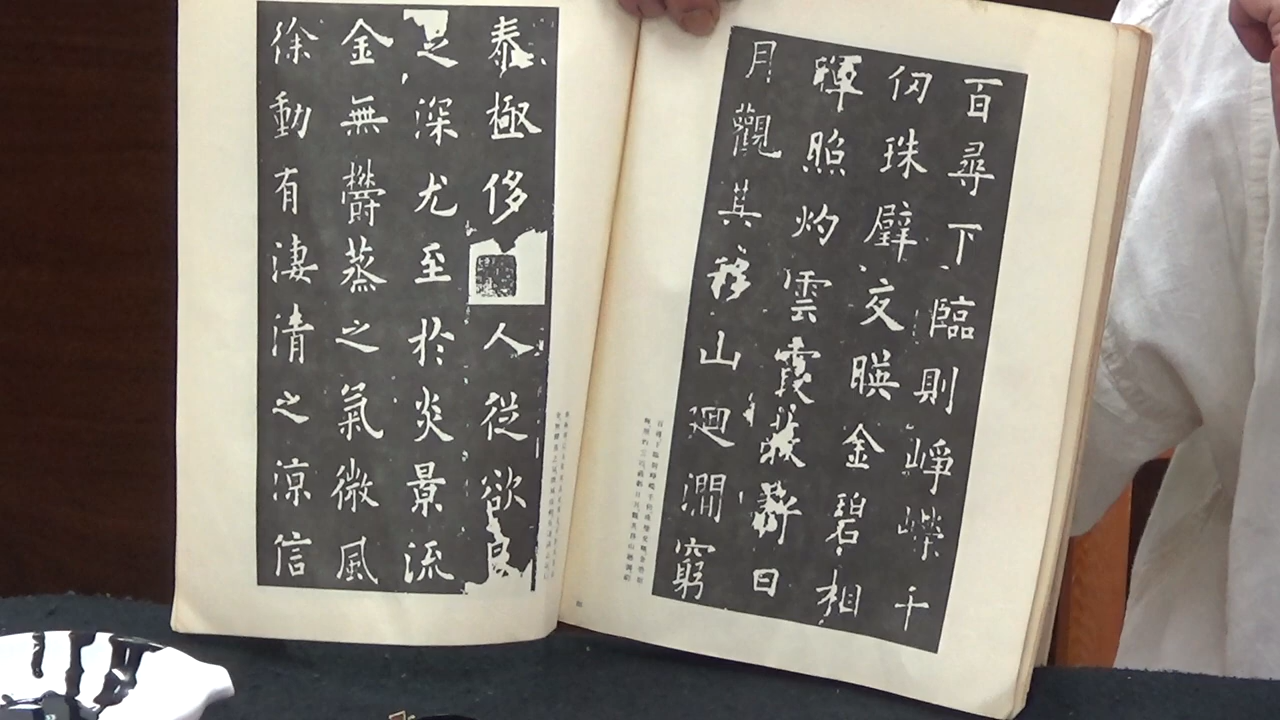 百尋下臨則崢嶸千
仞珠璧交暎金碧相
暉照灼雲霞蔽虧日
月觀其移山廻澗窮
泰極侈人從欲良
深尤至於炎景流
金無鬱蒸之氣微風
徐動有淒清之涼信